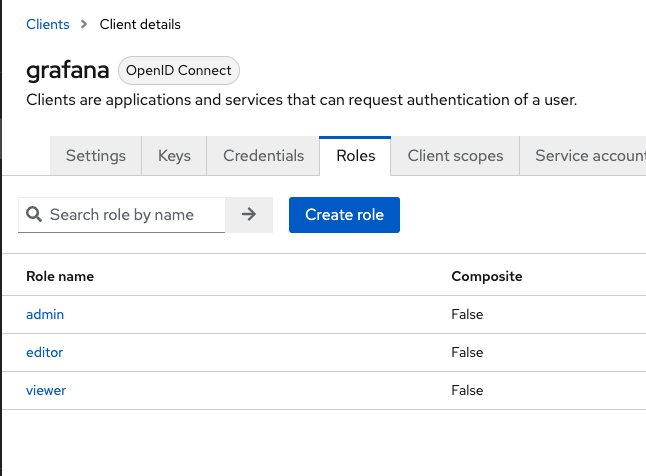 Clients > Client details
grafana OpenID Connect
Clients are applications and services that can request authentication of a user.
Settings Keys Credentials Roles Client scopes Service account
Search role by name Create role
Role name Composite
admin False
editor False
viewer False